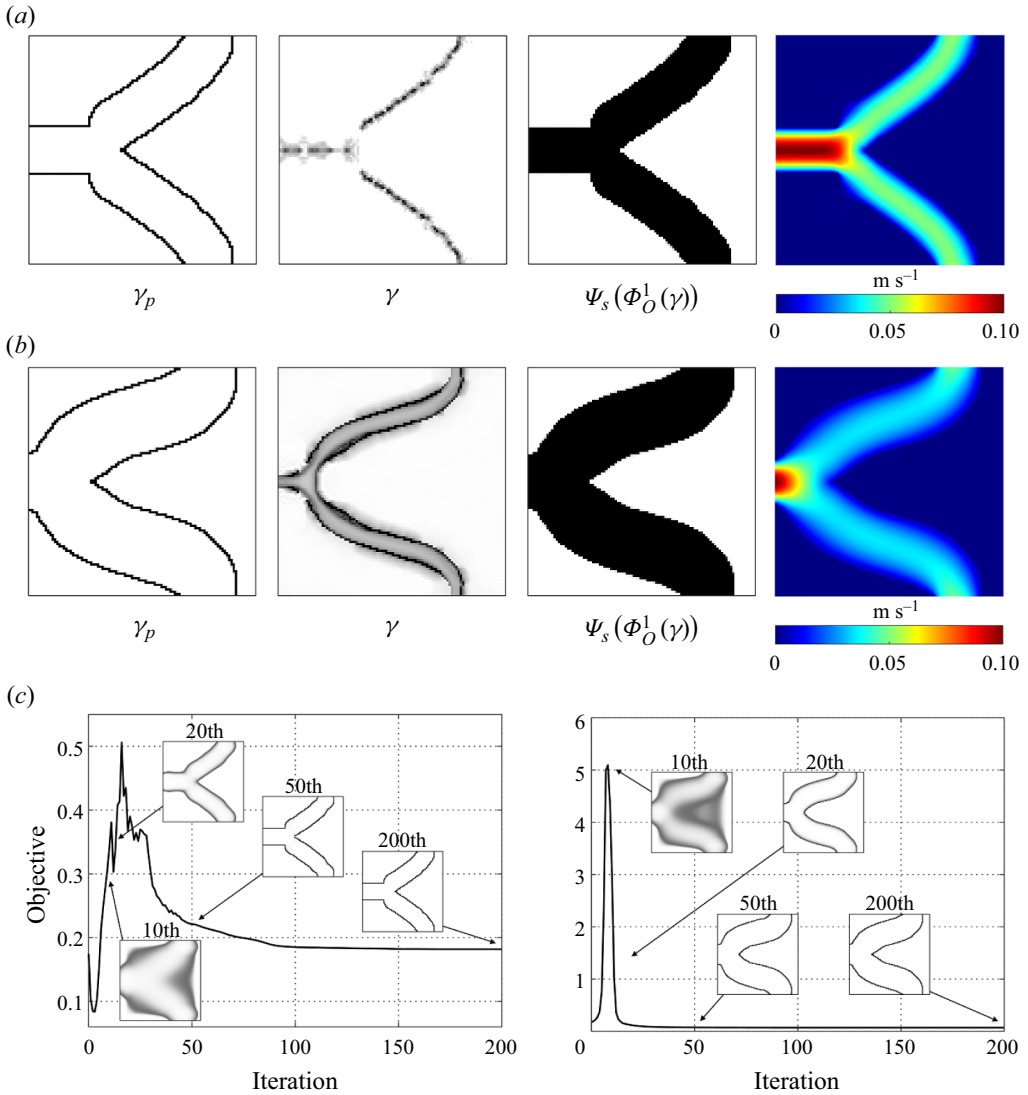 (a)
γp γ Ψs(Φ¹O(γ)) m s⁻¹
0 0.05 0.10
(b)
γp γ Ψs(Φ¹O(γ)) m s⁻¹
0 0.05 0.10
(c)
20th
50th
200th
10th
0.5
0.4
0.3
0.2
0.1
Objective
0 50 100 150 200
Iteration
10th 20th
50th 200th
6
5
4
3
2
1
0
50 100 150 200
Iteration